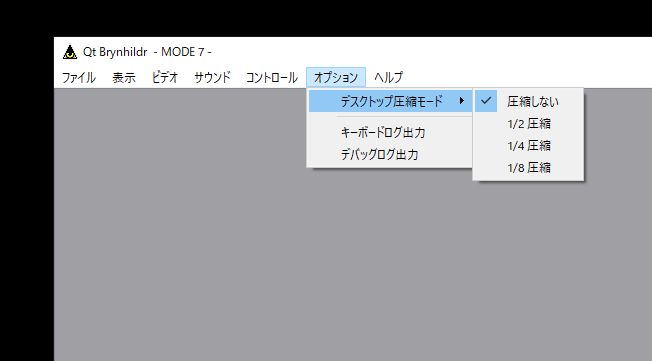 Qt Brynhildr - MODE 7 -
ファイル 表示 ビデオ サウンド コントロール オプション ヘルプ
デスクトップ圧縮モード 圧縮しない
1/2 圧縮
キーボードログ出力
1/4 圧縮
デバッグログ出力
1/8 圧縮